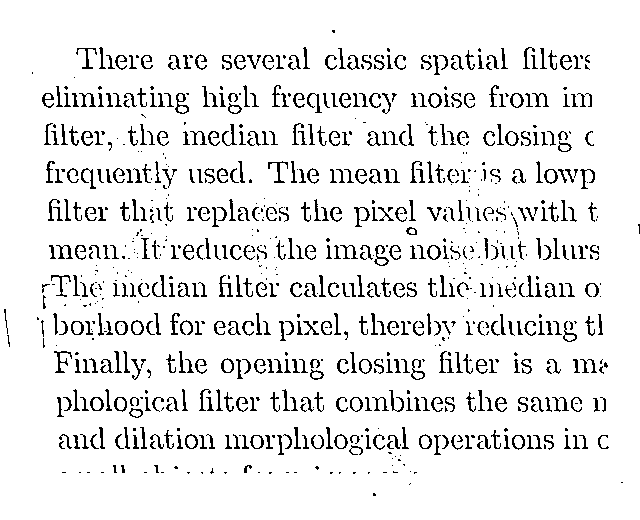 There are several classic spatial filters
eliminating high frequency noise from im
filter, the median filter and the closing c
frequently used. The mean filter is a lowp
filter that replaces the pixel values with t
mean. It reduces the image noise but blurs
The median filter calculates the median o
borhood for each pixel, thereby reducing th
Finally, the opening closing filter is a ma
phological filter that combines the same n
and dilation morphological operations in o